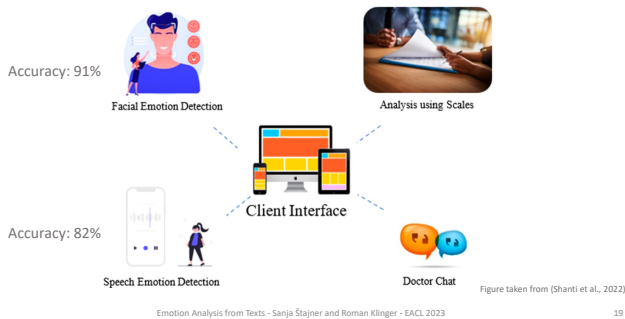 Accuracy: 91%
Facial Emotion Detection
Analysis using Scales
Client Interface
Accuracy: 82%
Speech Emotion Detection
Doctor Chat
Figure taken from (Shanti et al., 2022)
Emotion Analysis from Texts - Sanja Štajner and Roman Klinger - EACL 2023
19